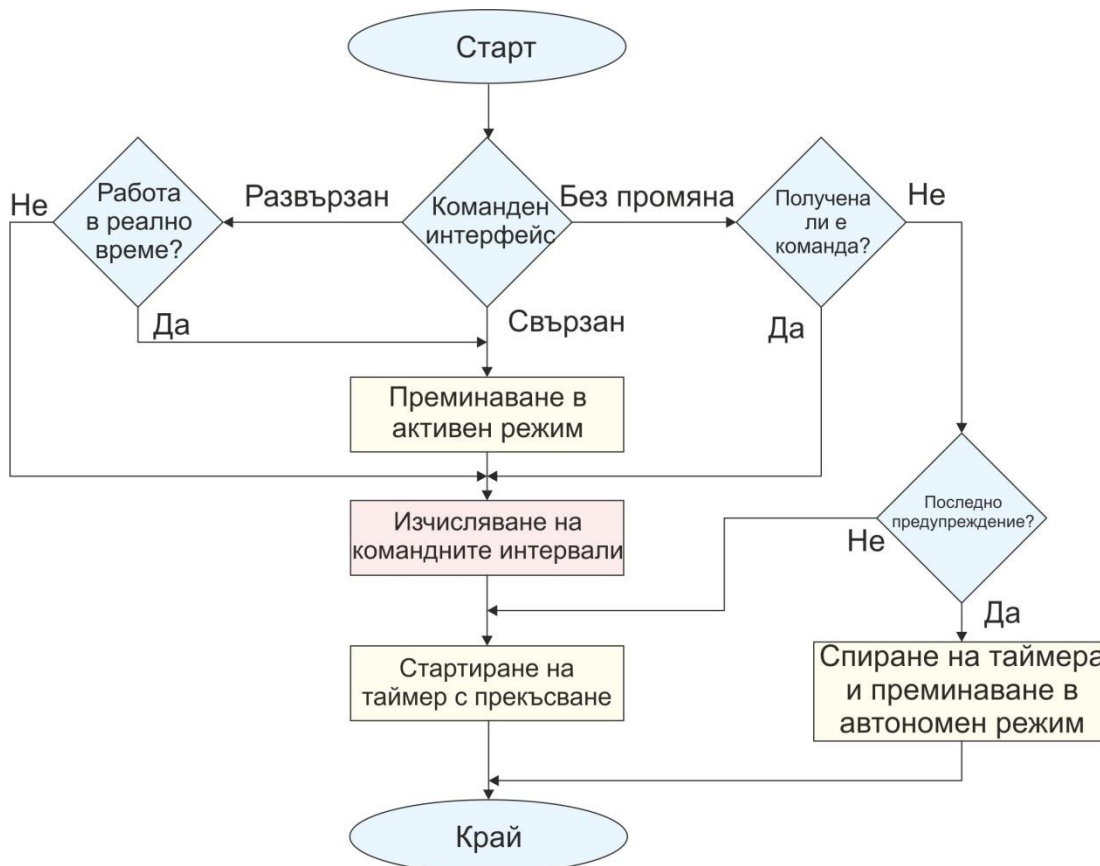 Старт
Не
Работа
в реално
време?
Развързан
Команден
интерфейс
Без промяна
Получена
ли е
команда?
Не
Да
Свързан
Да
Преминаване в
активен режим
Последно
предупреждение?
Изчисляване на
командните интервали
Не
Да
Стартиране на
таймер с прекъсване
Спиране на таймера
и преминаване в
автономен режим
Край